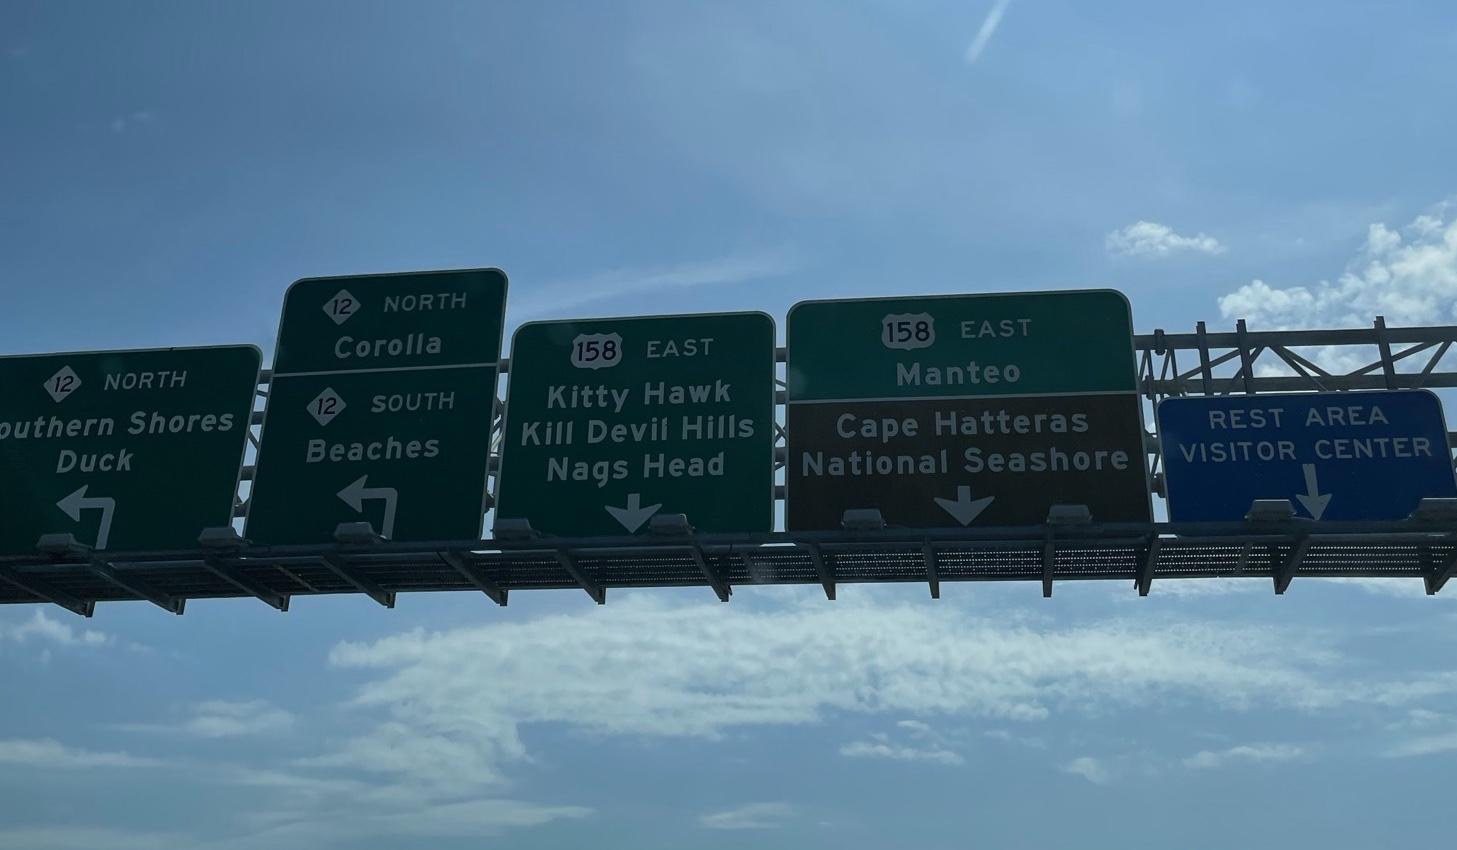 12 NORTH
outhern Shores
Duck
12 NORTH
Corolla
12 SOUTH
Beaches
158 EAST
Kitty Hawk
Kill Devil Hills
Nags Head
158 EAST
Manteo
Cape Hatteras
National Seashore
REST AREA
VISITOR CENTER